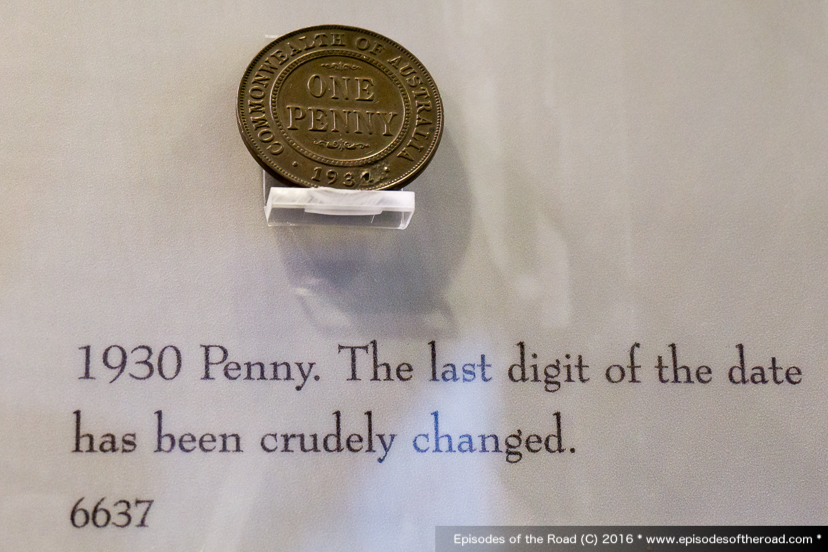 COMMONWEALTH OF AUSTRALIA
ONE
PENNY
193
1930 Penny. The last digit of the date
has been crudely changed.
6637
Episodes of the Road (C) 2016 * www.episodesoftheroad.com *